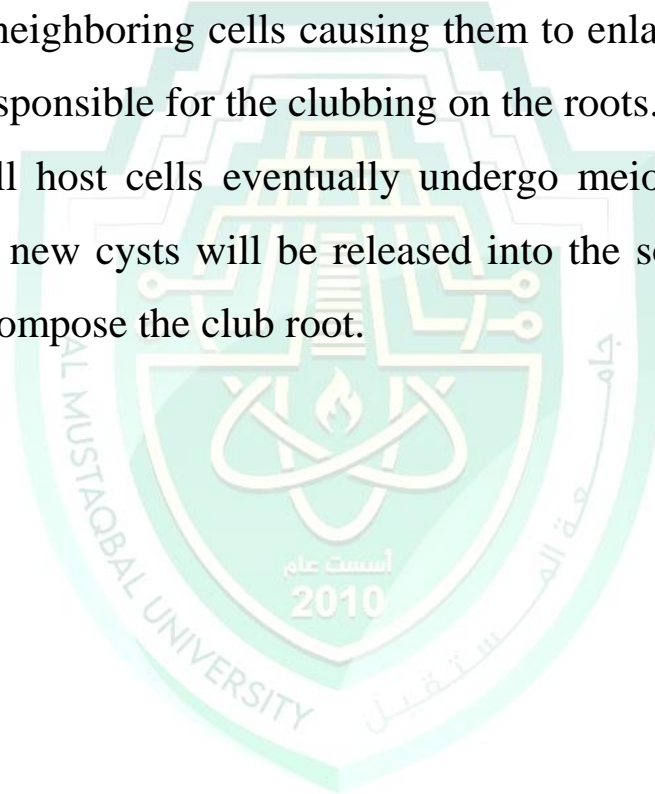 neighboring cells causing them to enla
sponsible for the clubbing on the roots.
ll host cells eventually undergo meio
new cysts will be released into the s
ompose the club root.
AL MUSTAQBAL UNIVERSITY
أسست عام
2010